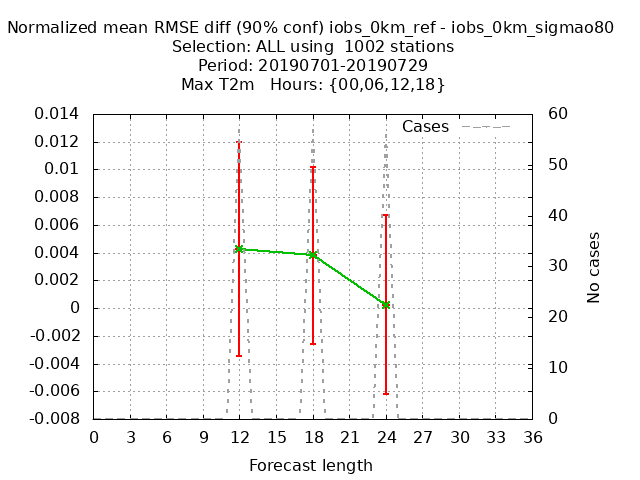 Normalized mean RMSE diff (90% conf) iobs_0km_ref - iobs_0km_sigmao80
Selection: ALL using  1002 stations
Period: 20190701-20190729
Max T2m   Hours: {00,06,12,18}
Cases
0.014
0.012
0.01
0.008
0.006
0.004
0.002
0
-0.002
-0.004
-0.006
-0.008
60
50
40
30
20
10
0
No cases
0 3 6 9 12 15 18 21 24 27 30 33 36
Forecast length